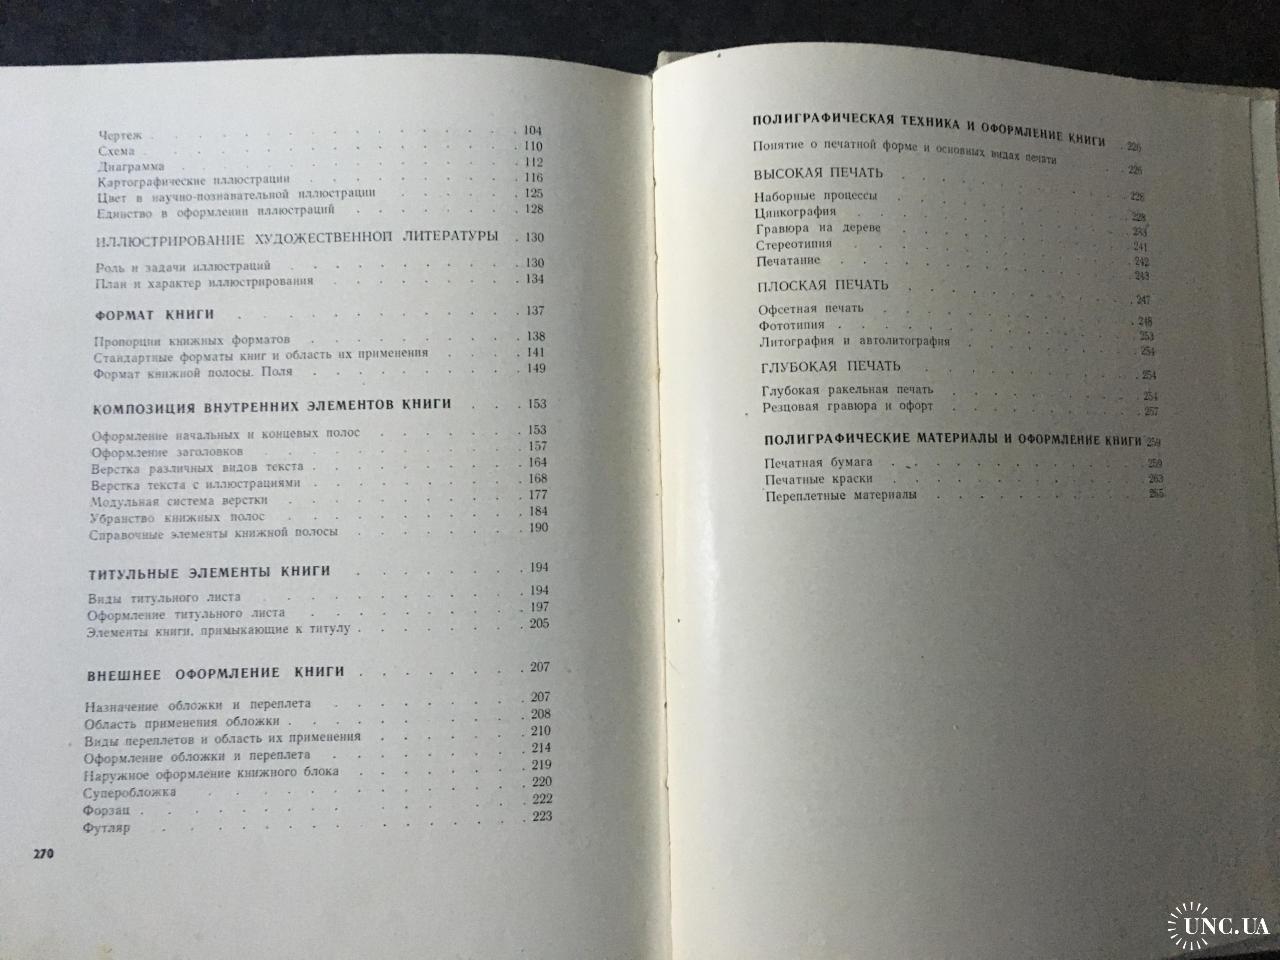 Чертеж 104
Схема 110
Диаграмма 112
Картографические иллюстрации 116
Цвет в научно-познавательной иллюстрации 125
Единство в оформлении иллюстраций 128
ИЛЛЮСТРИРОВАНИЕ ХУДОЖЕСТВЕННОЙ ЛИТЕРАТУРЫ 130
Роль и задачи иллюстраций 130
План и характер иллюстрирования 134
ФОРМАТ КНИГИ 137
Пропорции книжных форматов 138
Стандартные форматы книг и область их применения 141
Формат книжной полосы. Поля 149
КОМПОЗИЦИЯ ВНУТРЕННИХ ЭЛЕМЕНТОВ КНИГИ 153
Оформление начальных и концевых полос 153
Оформление заголовков 157
Верстка различных видов текста 164
Верстка текста с иллюстрациями 168
Модульная система верстки 177
Убранство книжных полос 184
Справочные элементы книжной полосы 190
ТИТУЛЬНЫЕ ЭЛЕМЕНТЫ КНИГИ 194
Виды титульного листа 194
Оформление титульного листа 197
Элементы книги, примыкающие к титулу 205
ВНЕШНЕЕ ОФОРМЛЕНИЕ КНИГИ 207
Назначение обложки и переплета 207
Область применения обложки 208
Виды переплетов и область их применения 210
Оформление обложки и переплета 214
Наружное оформление книжного блока 219
Суперобложка 220
Форзац 222
Футляр 223
270
ПОЛИГРАФИЧЕСКАЯ ТЕХНИКА И ОФОРМЛЕНИЕ КНИГИ 226
Понятие о печатной форме и основных видах печати 226
ВЫСОКАЯ ПЕЧАТЬ 228
Наборные процессы 228
Цинкография 233
Гравюра на дереве 241
Стереотипия 242
Печатание 243
ПЛОСКАЯ ПЕЧАТЬ 247
Офсетная печать 248
Фототипия 253
Литография и автолитография 254
ГЛУБОКАЯ ПЕЧАТЬ 254
Глубокая ракельная печать 254
Резцовая гравюра и офорт 257
ПОЛИГРАФИЧЕСКИЕ МАТЕРИАЛЫ И ОФОРМЛЕНИЕ КНИГИ 259
Печатная бумага 259
Печатные краски 263
Переплетные материалы 265
UNC.UA